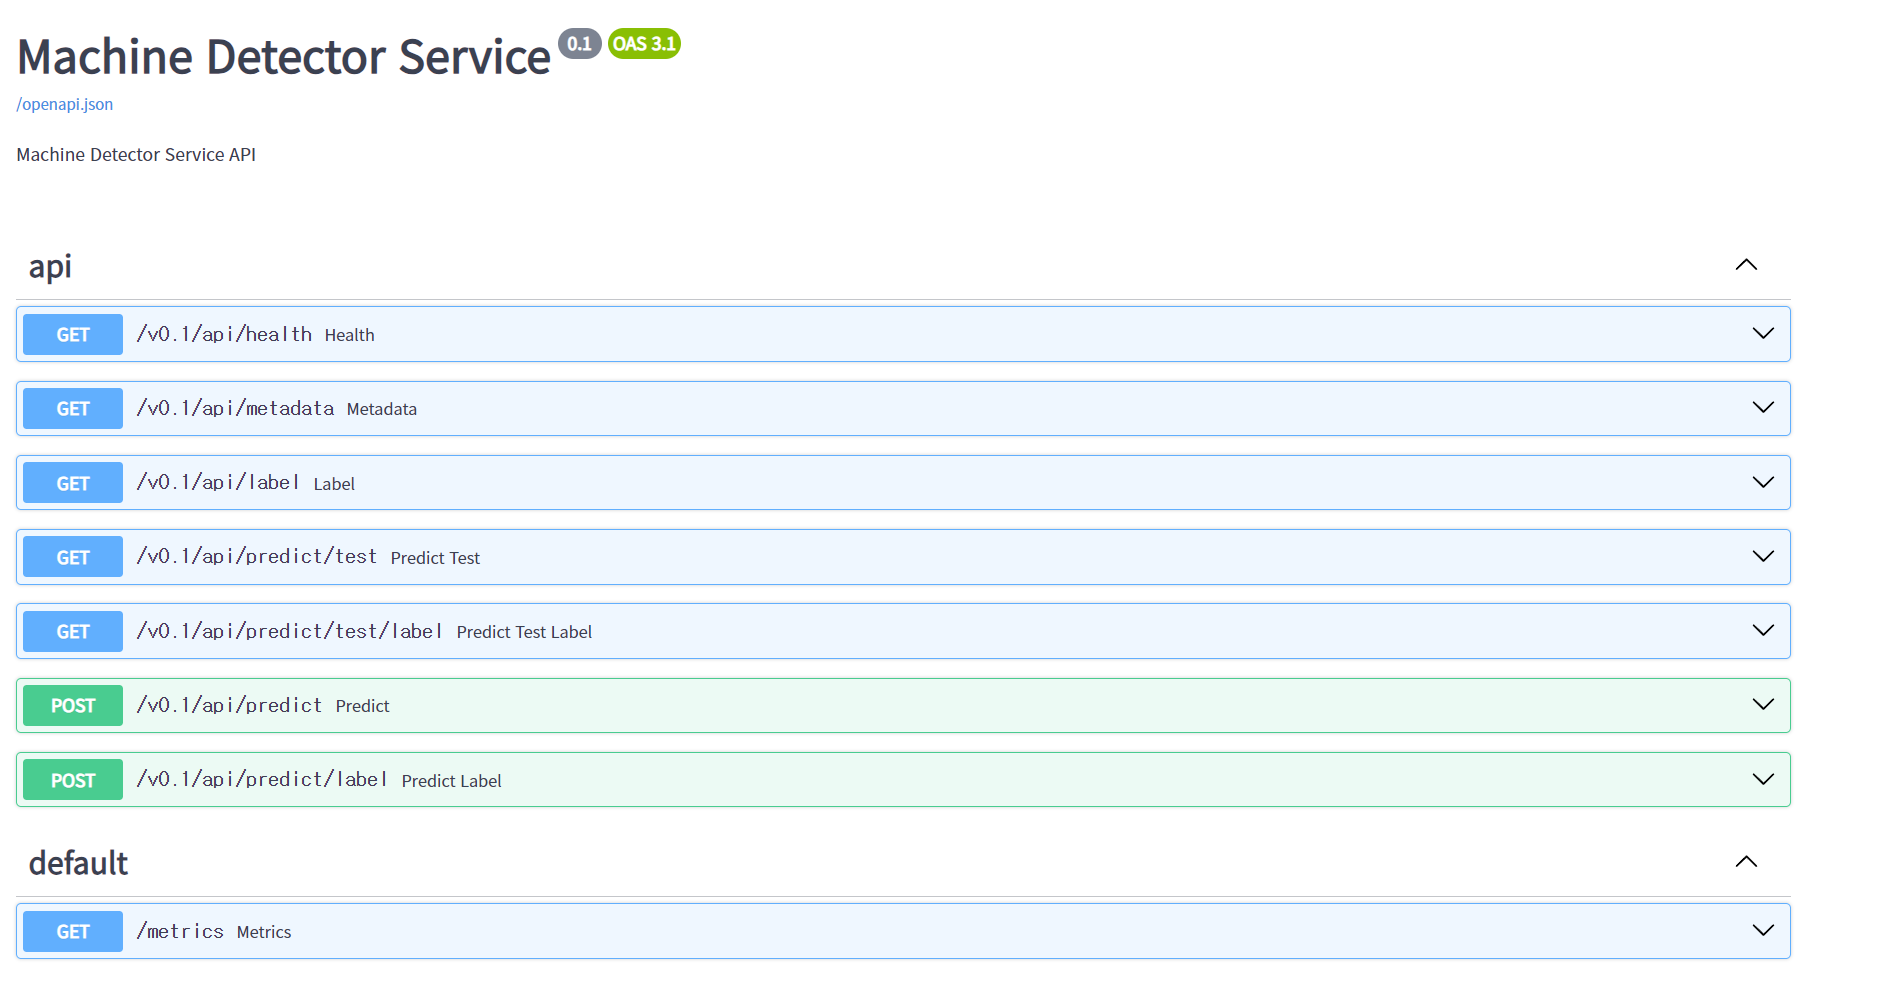 Machine Detector Service 0.1 OAS 3.1
/openapi.json
Machine Detector Service API
api
GET /v0.1/api/health Health
GET /v0.1/api/metadata Metadata
GET /v0.1/api/label Label
GET /v0.1/api/predict/test Predict Test
GET /v0.1/api/predict/test/label Predict Test Label
POST /v0.1/api/predict Predict
POST /v0.1/api/predict/label Predict Label
default
GET /metrics Metrics